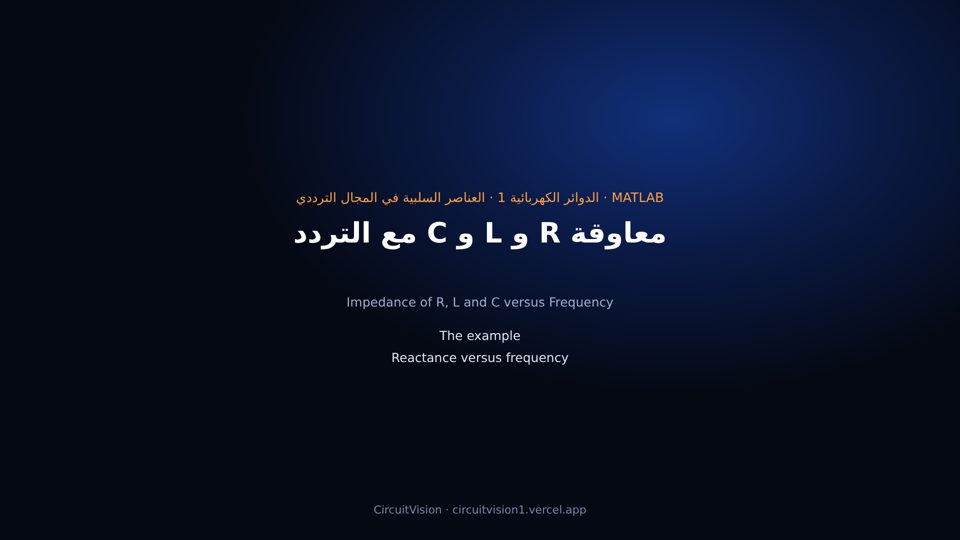 MATLAB · الدوائر الكهربائية 1 · العناصر السلبية في المجال الترددي
معاوقة R و L و C مع التردد
Impedance of R, L and C versus Frequency
The example
Reactance versus frequency
CircuitVision · circuitvision1.vercel.app